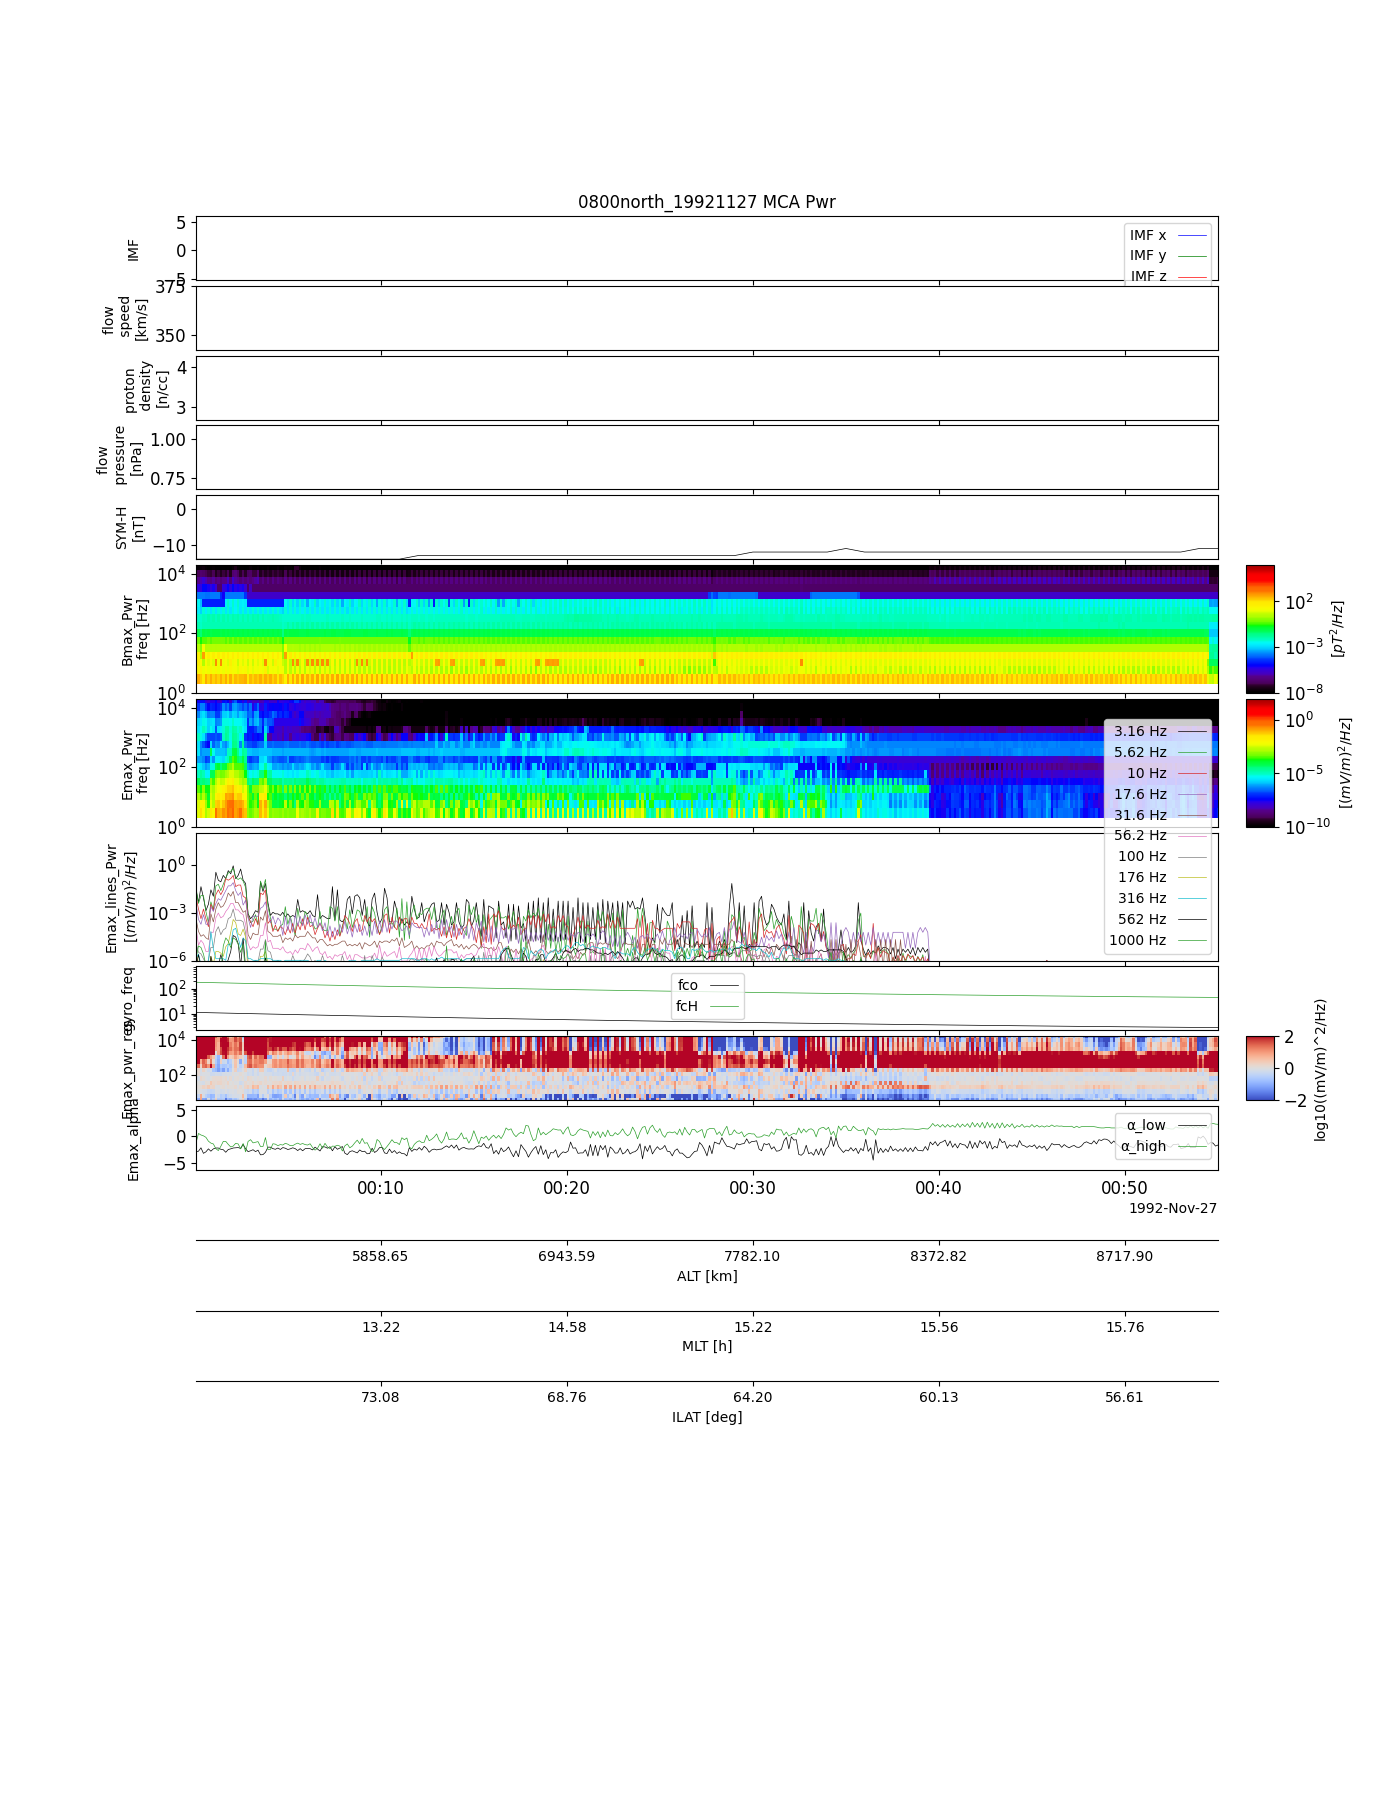 0800north_19921127 MCA Pwr
5
0
-5
IMF
IMF x
IMF y
IMF z
375
350
flow
speed
[km/s]
4
3
proton
density
[n/cc]
1.00
0.75
flow
pressure
[nPa]
0
−10
SYM-H
[nT]
10^4
10^2
10^0
Bmax_Pwr
freq [Hz]
10^2
10^-3
10^-8
[pT^2/Hz]
10^4
10^2
10^0
Emax_Pwr
freq [Hz]
10^0
10^-5
10^-10
[(mV/m)^2/Hz]
3.16 Hz
5.62 Hz
10 Hz
17.6 Hz
31.6 Hz
56.2 Hz
100 Hz
176 Hz
316 Hz
562 Hz
1000 Hz
10^0
10^-3
10^-6
Emax_lines_Pwr
[(mV/m)^2/Hz]
10^2
10^1
gyro_freq
fco
fcH
10^4
10^2
Emax_pwr_reg
2
0
−2
log10((mV/m)^2/Hz)
5
0
−5
Emax_alpha
α_low
α_high
00:10 00:20 00:30 00:40 00:50
1992-Nov-27
5858.65 6943.59 7782.10 8372.82 8717.90
ALT [km]
13.22 14.58 15.22 15.56 15.76
MLT [h]
73.08 68.76 64.20 60.13 56.61
ILAT [deg]